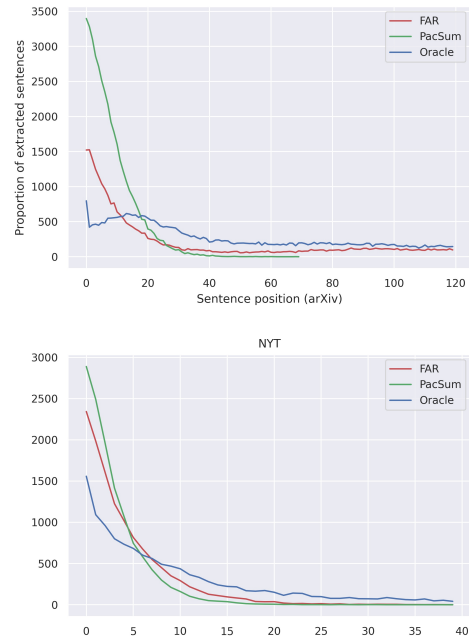 3500
3000
2500
2000
1500
1000
500
0
Proportion of extracted sentences
FAR
PacSum
Oracle
0 20 40 60 80 100 120
Sentence position (arXiv)
NYT
3000
2500
2000
1500
1000
500
0
FAR
PacSum
Oracle
0 5 10 15 20 25 30 35 40